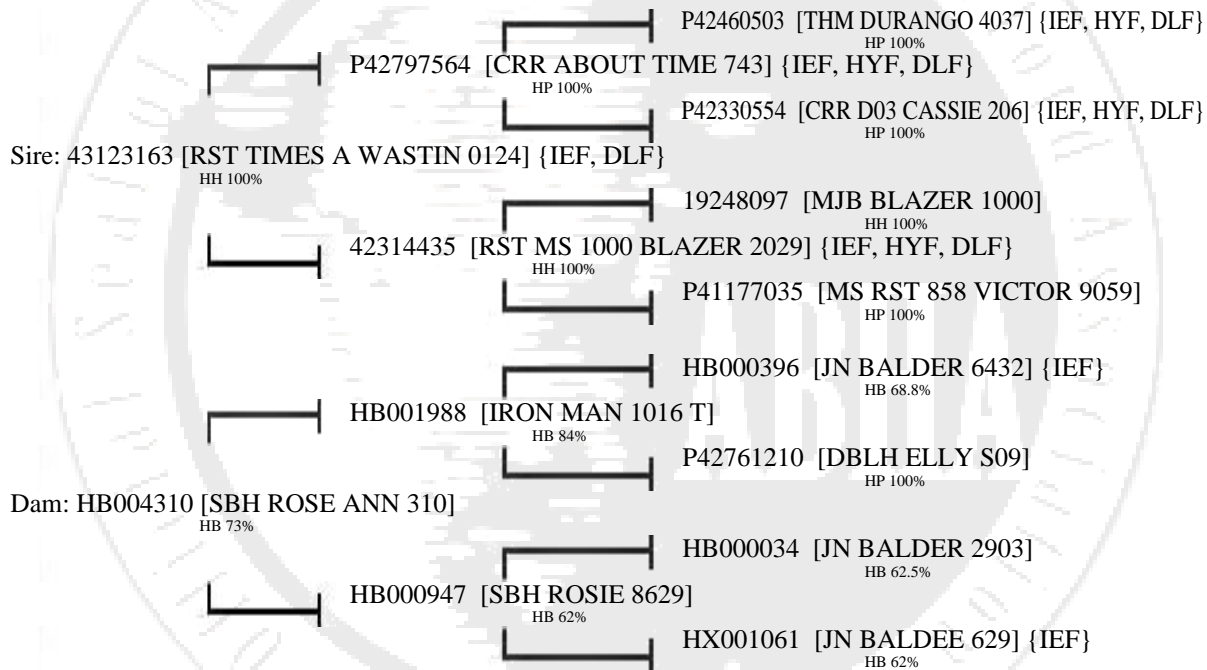 P42460503 [THM DURANGO 4037] {IEF, HYF, DLF}
HP 100%
P42797564 [CRR ABOUT TIME 743] {IEF, HYF, DLF}
HP 100%
P42330554 [CRR D03 CASSIE 206] {IEF, HYF, DLF}
HP 100%
Sire: 43123163 [RST TIMES A WASTIN 0124] {IEF, DLF}
HH 100%
19248097 [MJB BLAZER 1000]
HH 100%
42314435 [RST MS 1000 BLAZER 2029] {IEF, HYF, DLF}
HH 100%
P41177035 [MS RST 858 VICTOR 9059]
HP 100%
HB000396 [JN BALDER 6432] {IEF}
HB 68.8%
HB001988 [IRON MAN 1016 T]
HB 84%
P42761210 [DBLH ELLY S09]
HP 100%
Dam: HB004310 [SBH ROSE ANN 310]
HB 73%
HB000034 [JN BALDER 2903]
HB 62.5%
HB000947 [SBH ROSIE 8629]
HB 62%
HX001061 [JN BALDEE 629] {IEF}
HB 62%
ABHA